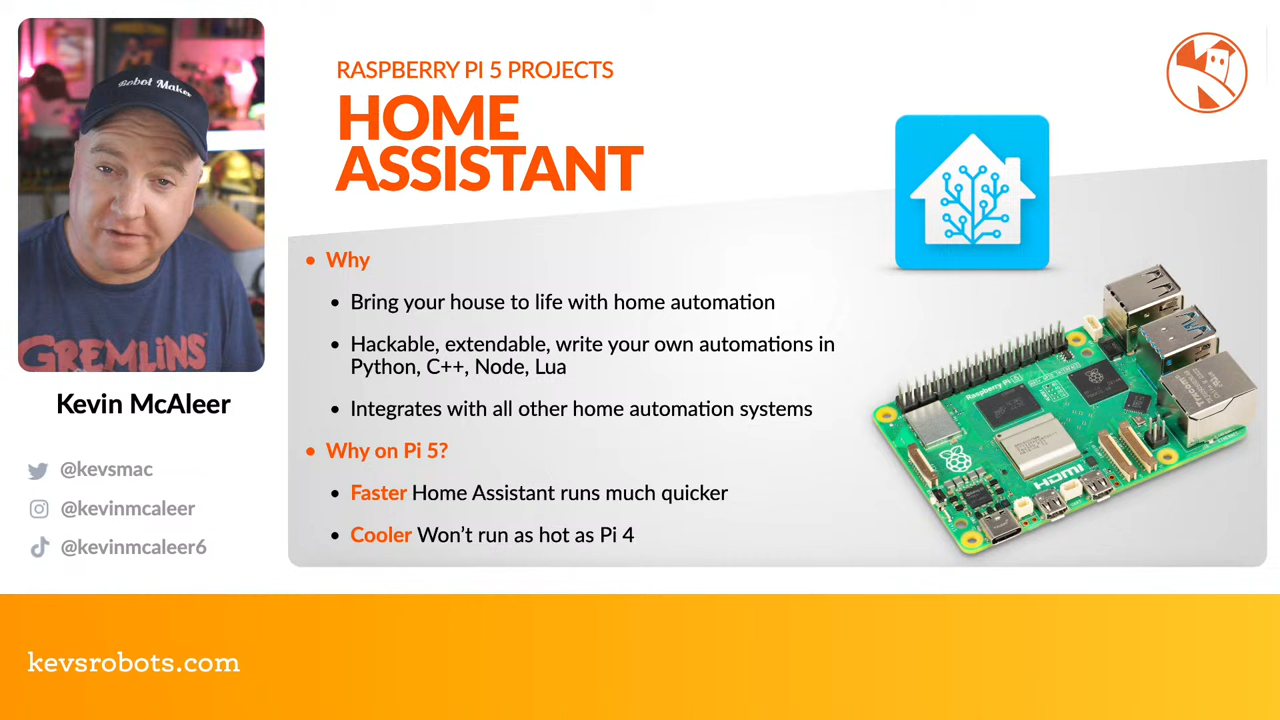 Robot Maker
GREMLINS
Kevin McAleer
@kevsmac
@kevinmcaleer
@kevinmcaleer6
RASPBERRY PI 5 PROJECTS
HOME
ASSISTANT
• Why
• Bring your house to life with home automation
• Hackable, extendable, write your own automations in
Python, C++, Node, Lua
• Integrates with all other home automation systems
• Why on Pi 5?
• Faster Home Assistant runs much quicker
• Cooler Won’t run as hot as Pi 4
Raspberry Pi 5
HDMI
kevsrobots.com